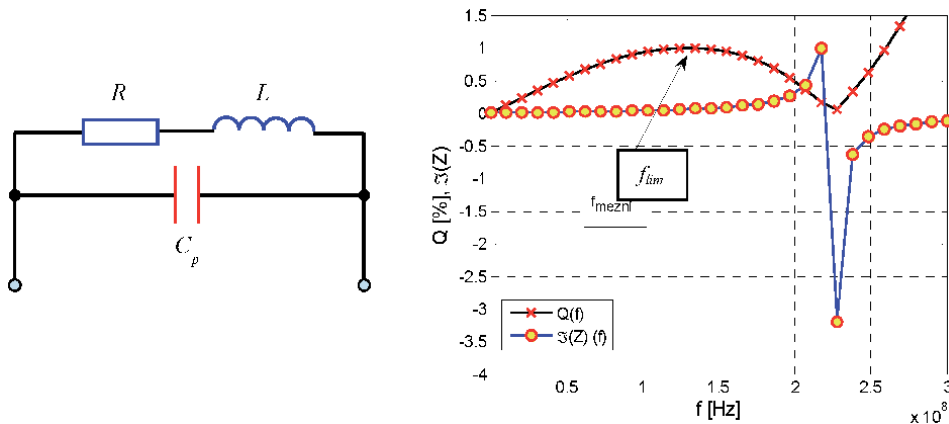 R
L
C_p
1.5
1
0.5
0
-0.5
-1
-1.5
-2
-2.5
-3
-3.5
-4
Q [%], ℑ(Z)
f_lim
f_mezní
Q(f)
ℑ(Z) (f)
0.5 1 1.5 2 2.5 3
f [Hz]
x 10^8